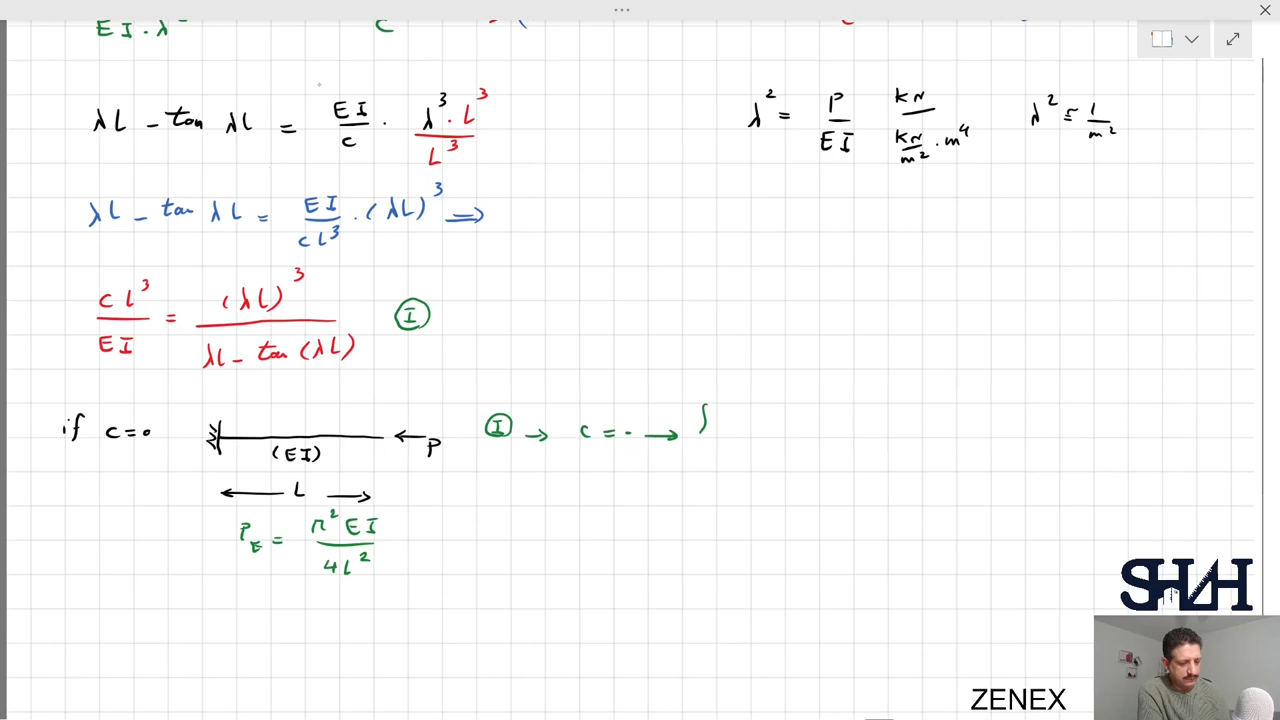 EI·λ² C
λL - tan λL = EI/c · λ³·L³/L³
λ² = P/EI kN/(kN/m² · m⁴) λ² = 1/m²
λL - tan λL = EI/cL³ · (λL)³ ⟹
cL³/EI = (λL)³/(λL - tan(λL)) Ⓘ
if c=0 (EI) ← P Ⓘ → c = · →
L
P_E = π²EI/4L²
SHLH
ZENEX